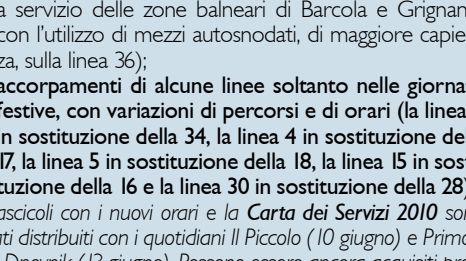 a servizio delle zone balneari di Barcola e Grignan
con l'utilizzo di mezzi autosnodati, di maggiore capie
za, sulla linea 36);
accorpamenti di alcune linee soltanto nelle giorna
festive, con variazioni di percorsi e di orari (la linea
in sostituzione della 34, la linea 4 in sostituzione de
17, la linea 5 in sostituzione della 18, la linea 15 in sos
tuzione della 16 e la linea 30 in sostituzione della 28)
ascicoli con i nuovi orari e la Carta dei Servizi 2010 so
ati distribuiti con i quotidiani Il Piccolo (10 giugno) e Primo
Dnevnik (13 giugno). Possono essere ancora acquisiti pr